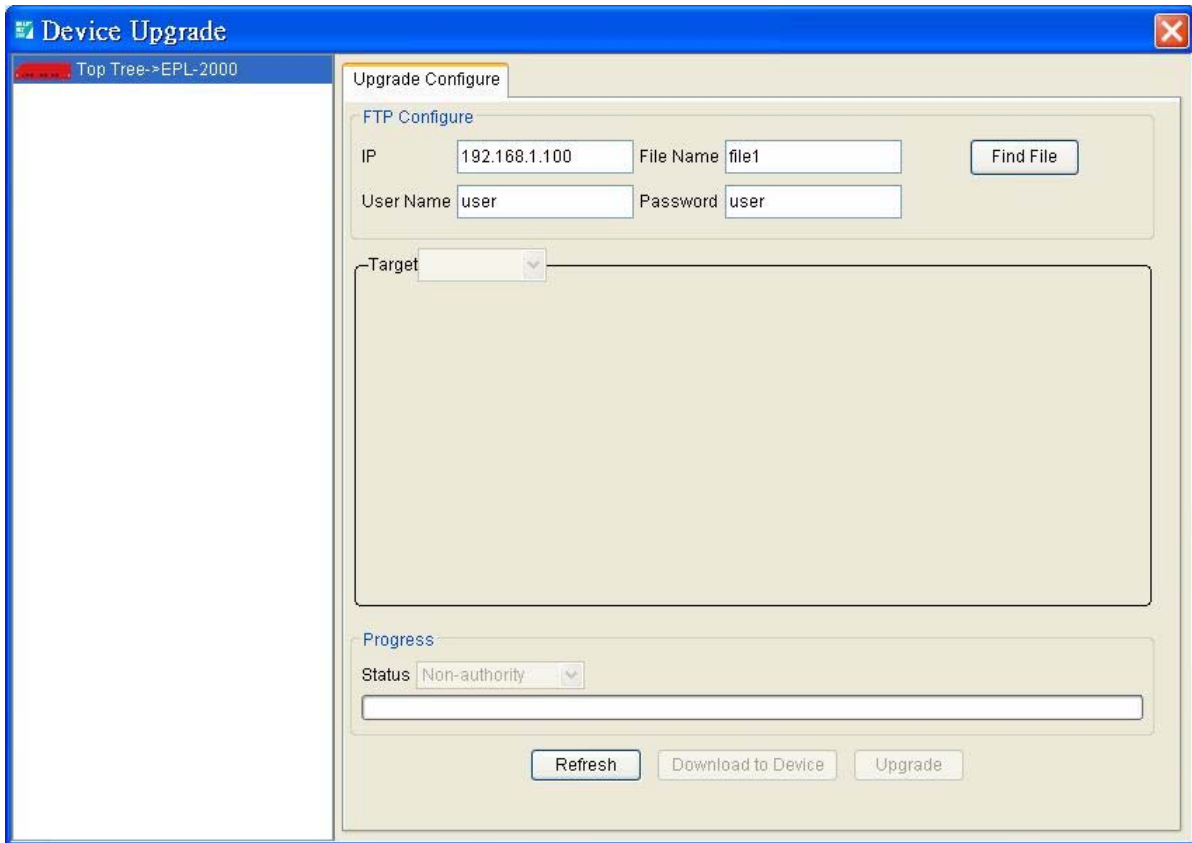 Device Upgrade
Top Tree->EPL-2000
Upgrade Configure
FTP Configure
IP 192.168.1.100 File Name file1 Find File
User Name user Password user
Target
Progress
Status Non-authority
Refresh Download to Device Upgrade